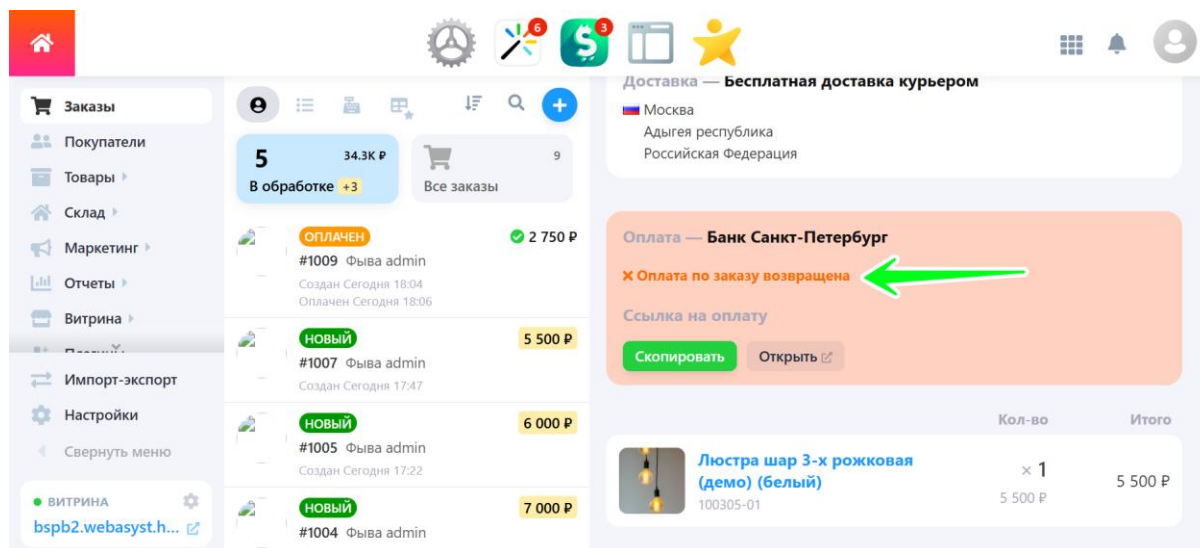 6
3
Заказы
Покупатели
Товары
Склад
Маркетинг
Отчеты
Витрина
Импорт-экспорт
Настройки
Свернуть меню
ВИТРИНА
bspb2.webasyst.h...
5 34.3K ₽
В обработке +3
9
Все заказы
ОПЛАЧЕН 2 750 ₽
#1009 Фыва admin
Создан Сегодня 18:04
Оплачен Сегодня 18:06
НОВЫЙ 5 500 ₽
#1007 Фыва admin
Создан Сегодня 17:47
НОВЫЙ 6 000 ₽
#1005 Фыва admin
Создан Сегодня 17:22
НОВЫЙ 7 000 ₽
#1004 Фыва admin
Доставка — Бесплатная доставка курьером
Москва
Адыгея республика
Российская Федерация
Оплата — Банк Санкт-Петербург
Оплата по заказу возвращена
Ссылка на оплату
Скопировать Открыть
Кол-во Итого
Люстра шар 3-х рожковая
(демо) (белый)
100305-01
× 1
5 500 ₽
5 500 ₽